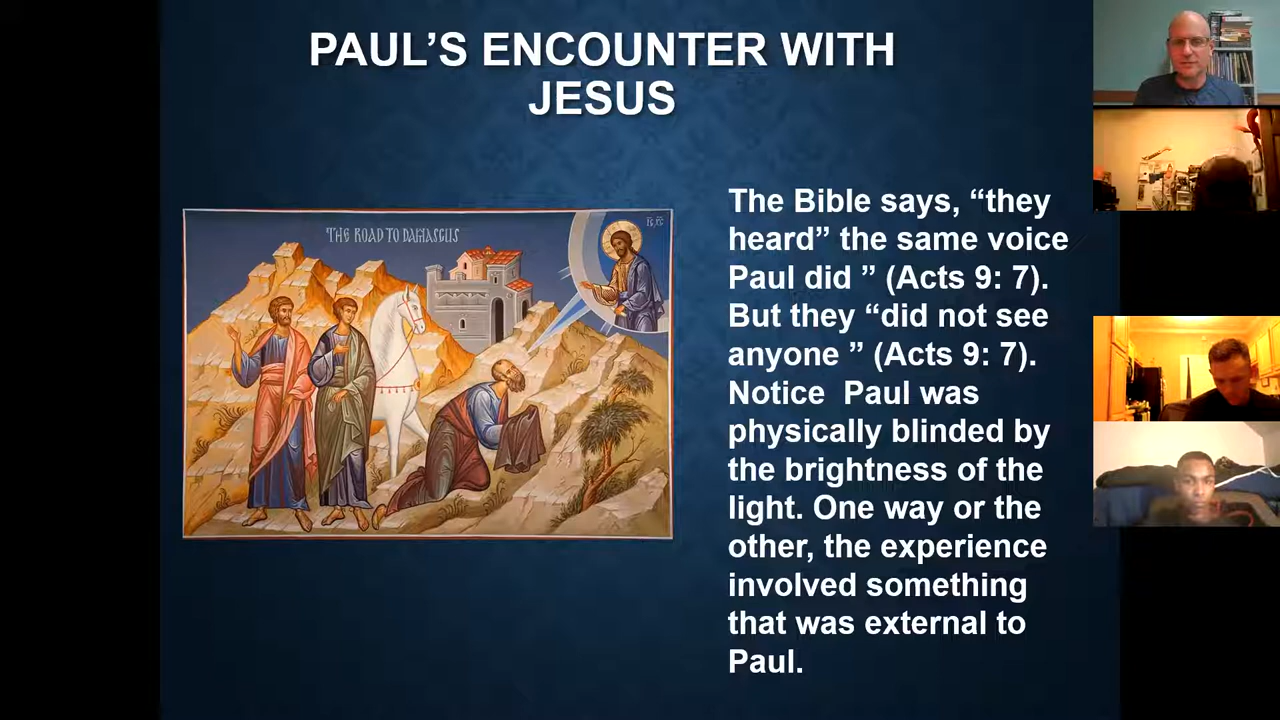 PAUL’S ENCOUNTER WITH
JESUS
THE ROAD TO DAMASCUS
IC XC
The Bible says, “they
heard” the same voice
Paul did ” (Acts 9: 7).
But they “did not see
anyone ” (Acts 9: 7).
Notice  Paul was
physically blinded by
the brightness of the
light. One way or the
other, the experience
involved something
that was external to
Paul.